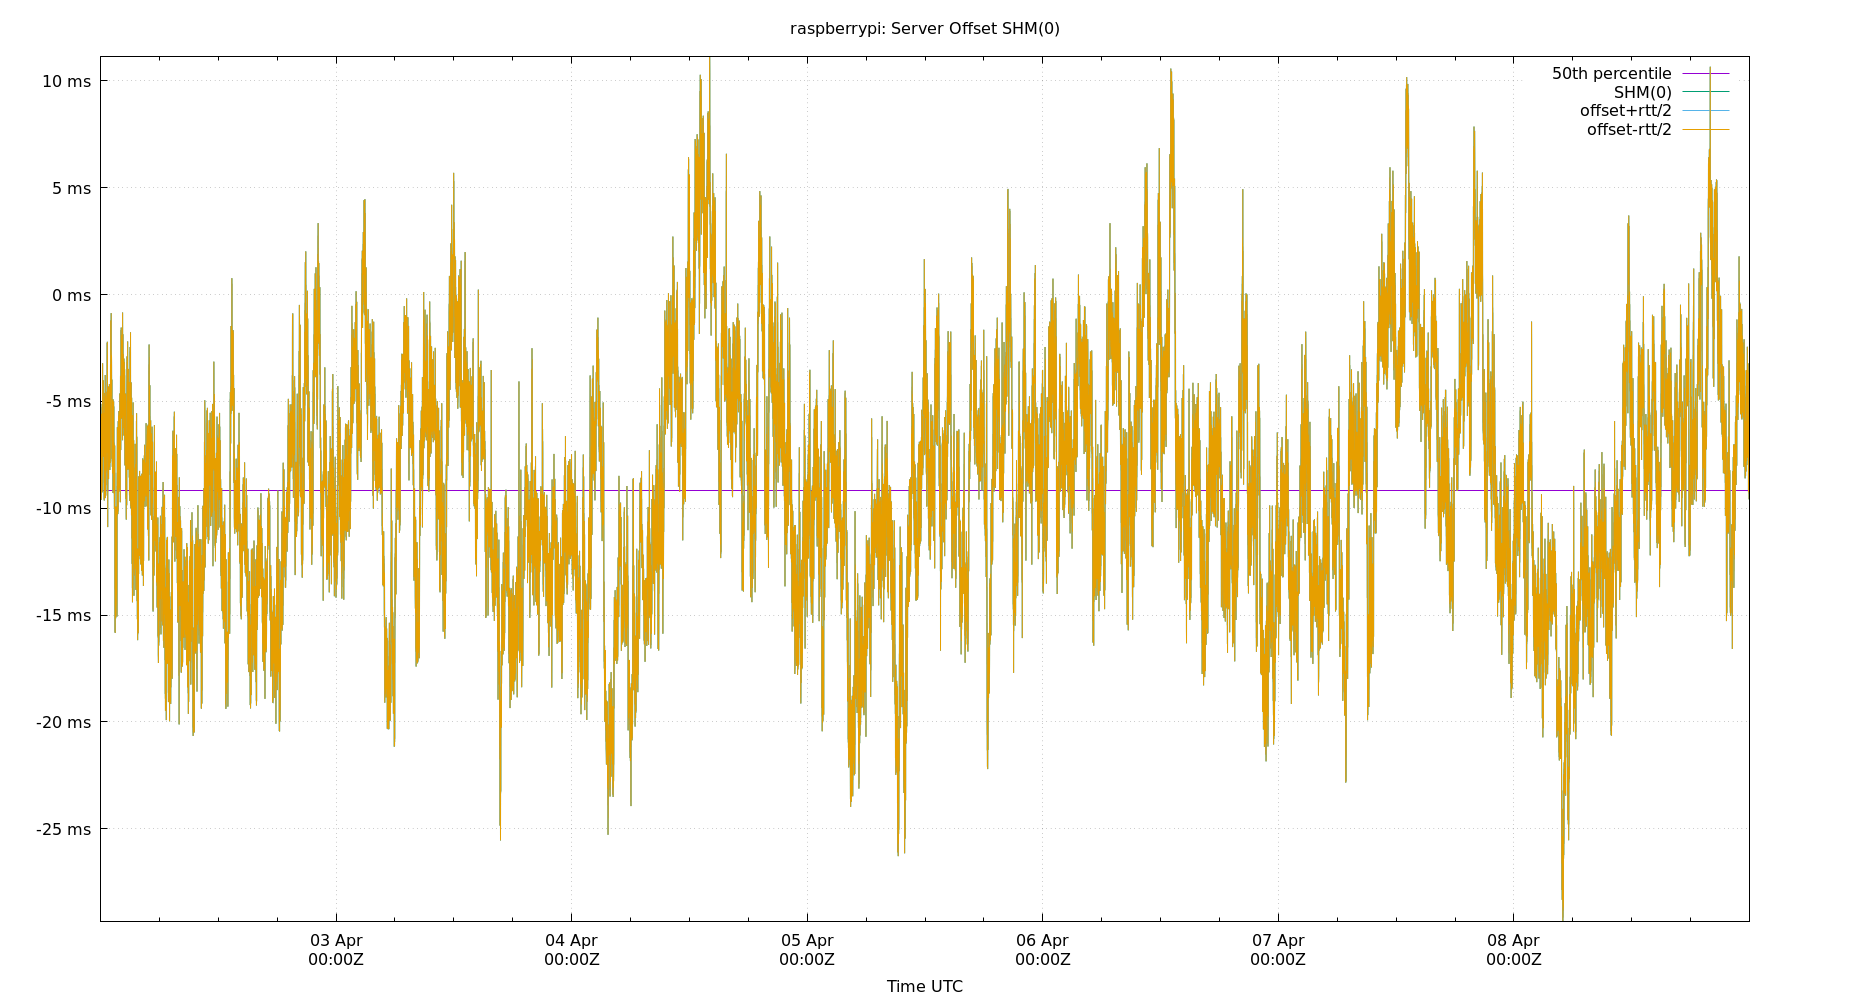 raspberrypi: Server Offset SHM(0)
10 ms
5 ms
0 ms
-5 ms
-10 ms
-15 ms
-20 ms
-25 ms
50th percentile
SHM(0)
offset+rtt/2
offset-rtt/2
03 Apr
00:00Z
04 Apr
00:00Z
05 Apr
00:00Z
06 Apr
00:00Z
07 Apr
00:00Z
08 Apr
00:00Z
Time UTC